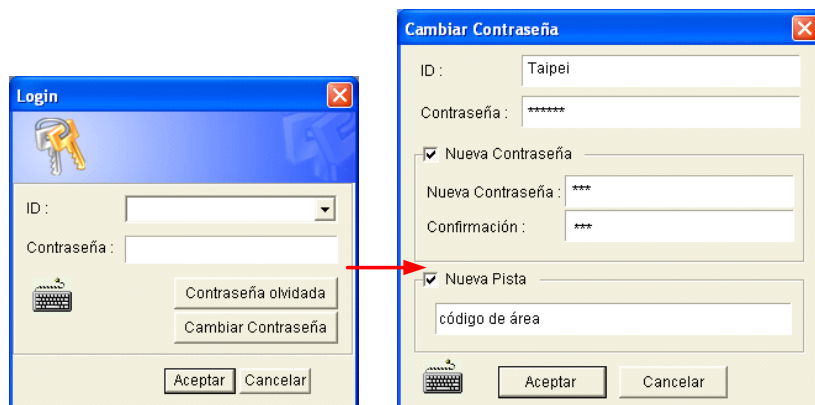 Login
ID :
Contraseña :
Contraseña olvidada
Cambiar Contraseña
Aceptar
Cancelar
Cambiar Contraseña
ID :
Taipei
Contraseña :
******
Nueva Contraseña
Nueva Contraseña :
***
Confirmación :
***
Nueva Pista
código de área
Aceptar
Cancelar